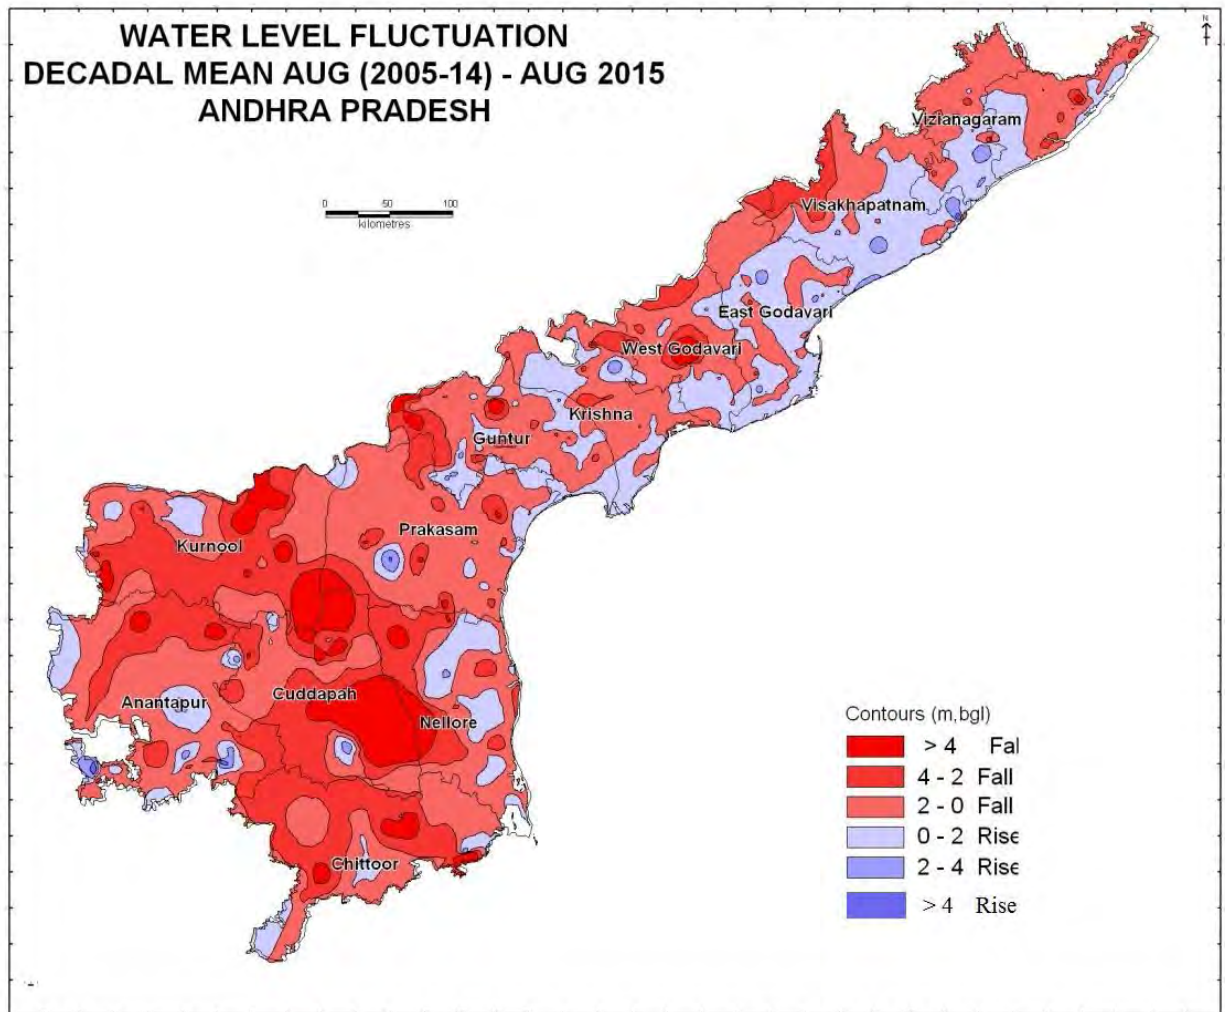 WATER LEVEL FLUCTUATION
DECADAL MEAN AUG (2005-14) - AUG 2015
ANDHRA PRADESH
N
0 50 100
kilometres
Vizianagaram
Visakhapatnam
East Godavari
West Godavari
Krishna
Guntur
Prakasam
Kurnool
Cuddapah
Anantapur
Nellore
Chittoor
Contours (m,bgl)
> 4 Fal
4 - 2 Fall
2 - 0 Fall
0 - 2 Rise
2 - 4 Rise
> 4 Rise